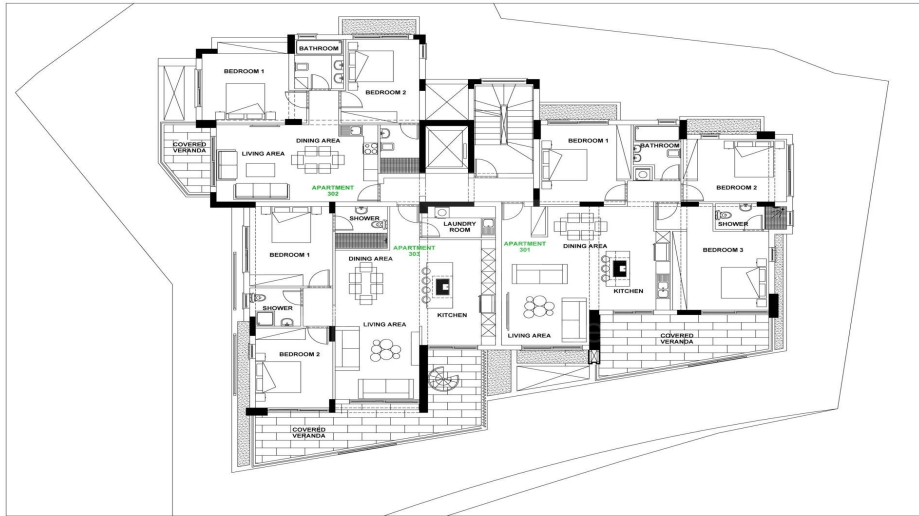 BATHROOM
BEDROOM 1
BEDROOM 2
COVERED
VERANDA
LIVING AREA
DINING AREA
APARTMENT
302
BEDROOM 1
BATHROOM
BEDROOM 2
SHOWER
BEDROOM 3
DINING AREA
APARTMENT
301
KITCHEN
LIVING AREA
COVERED
VERANDA
LAUNDRY
ROOM
SHOWER
APARTMENT
303
BEDROOM 1
DINING AREA
KITCHEN
SHOWER
LIVING AREA
BEDROOM 2
COVERED
VERANDA